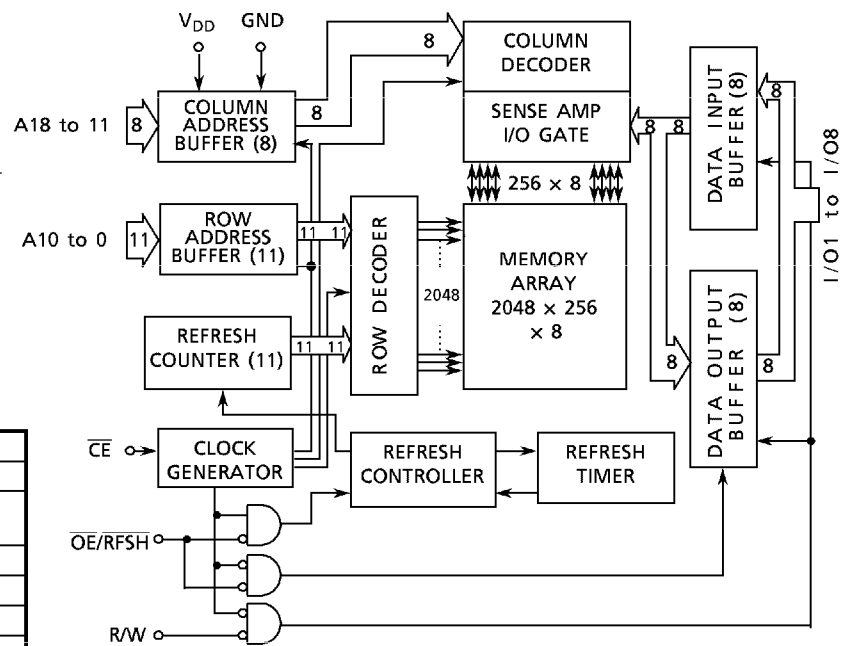 VDD GND
A18 to 11
8
COLUMN
ADDRESS
BUFFER (8)
8
8
COLUMN
DECODER
SENSE AMP
I/O GATE
8 8
DATA INPUT
BUFFER (8)
8
I/O1 to I/O8
256 × 8
A10 to 0
11
ROW
ADDRESS
BUFFER (11)
11 11
ROW DECODER
2048
MEMORY
ARRAY
2048 × 256
× 8
REFRESH
COUNTER (11)
11 11
8
DATA OUTPUT
BUFFER (8)
8
CE
CLOCK
GENERATOR
REFRESH
CONTROLLER
REFRESH
TIMER
OE/RFSH
R/W